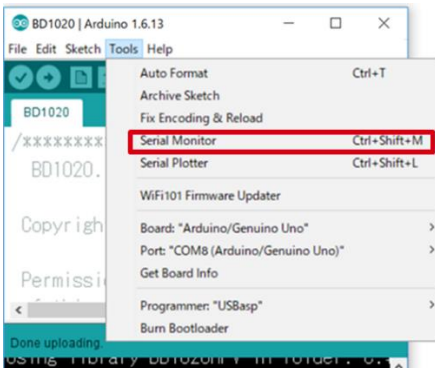 BD1020 | Arduino 1.6.13
File Edit Sketch Tools Help
Auto Format Ctrl+T
Archive Sketch
Fix Encoding & Reload
Serial Monitor Ctrl+Shift+M
Serial Plotter Ctrl+Shift+L
WiFi101 Firmware Updater
Board: "Arduino/Genuino Uno"
Port: "COM8 (Arduino/Genuino Uno)"
Get Board Info
Programmer: "USBasp"
Burn Bootloader
BD1020
/********
BD1020.
Copyrigh
Permissi
Done uploading.